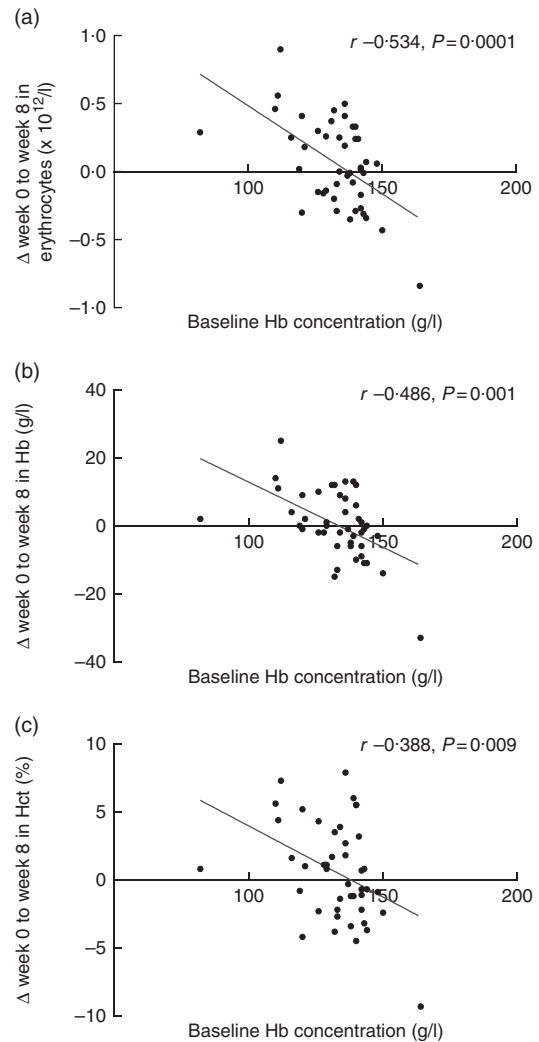 (a)
r −0·534, P=0·0001
1·0
0·5
0·0
−0·5
−1·0
100
150
200
Δ week 0 to week 8 in
erythrocytes (x 10¹²/l)
Baseline Hb concentration (g/l)
(b)
r −0·486, P=0·001
40
20
0
−20
−40
100
150
200
Δ week 0 to week 8 in Hb (g/l)
Baseline Hb concentration (g/l)
(c)
r −0·388, P=0·009
10
5
0
−5
−10
100
150
200
Δ week 0 to week 8 in Hct (%)
Baseline Hb concentration (g/l)